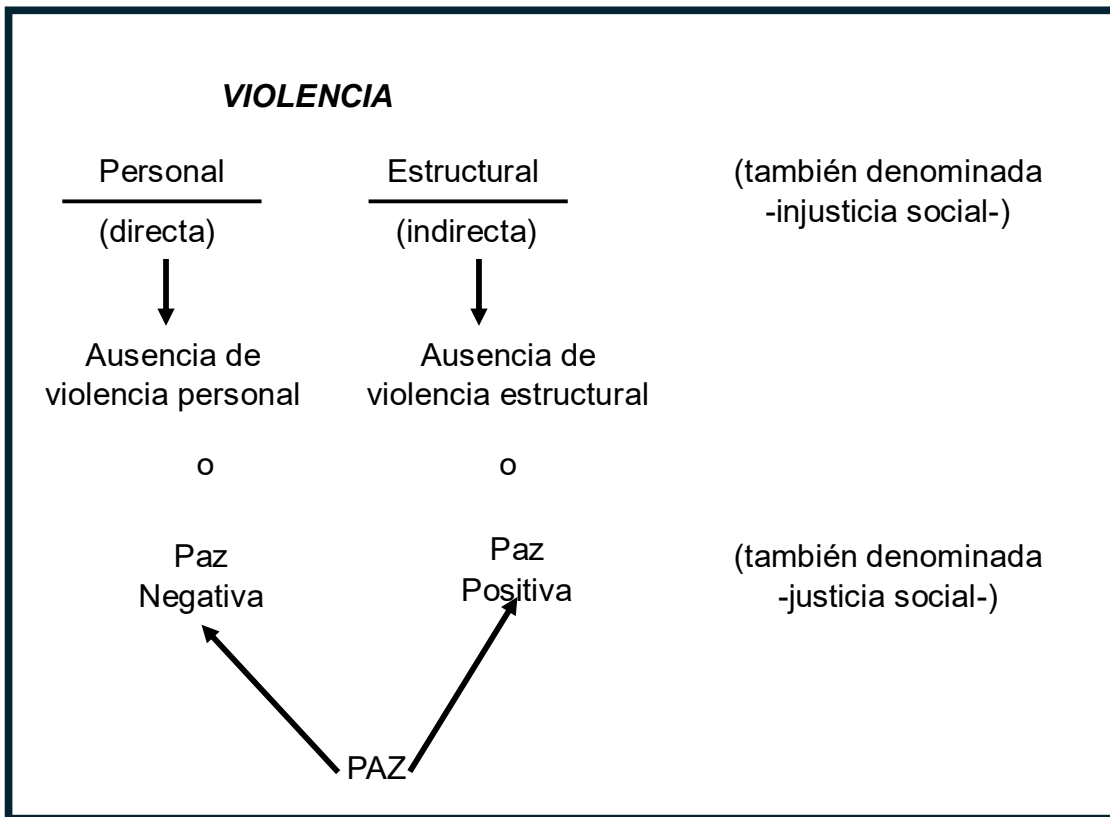 VIOLENCIA
Personal
Estructural
(también denominada
-injusticia social-)
(directa)
(indirecta)
Ausencia de
violencia personal
Ausencia de
violencia estructural
o
o
Paz
Negativa
Paz
Positiva
(también denominada
-justicia social-)
PAZ